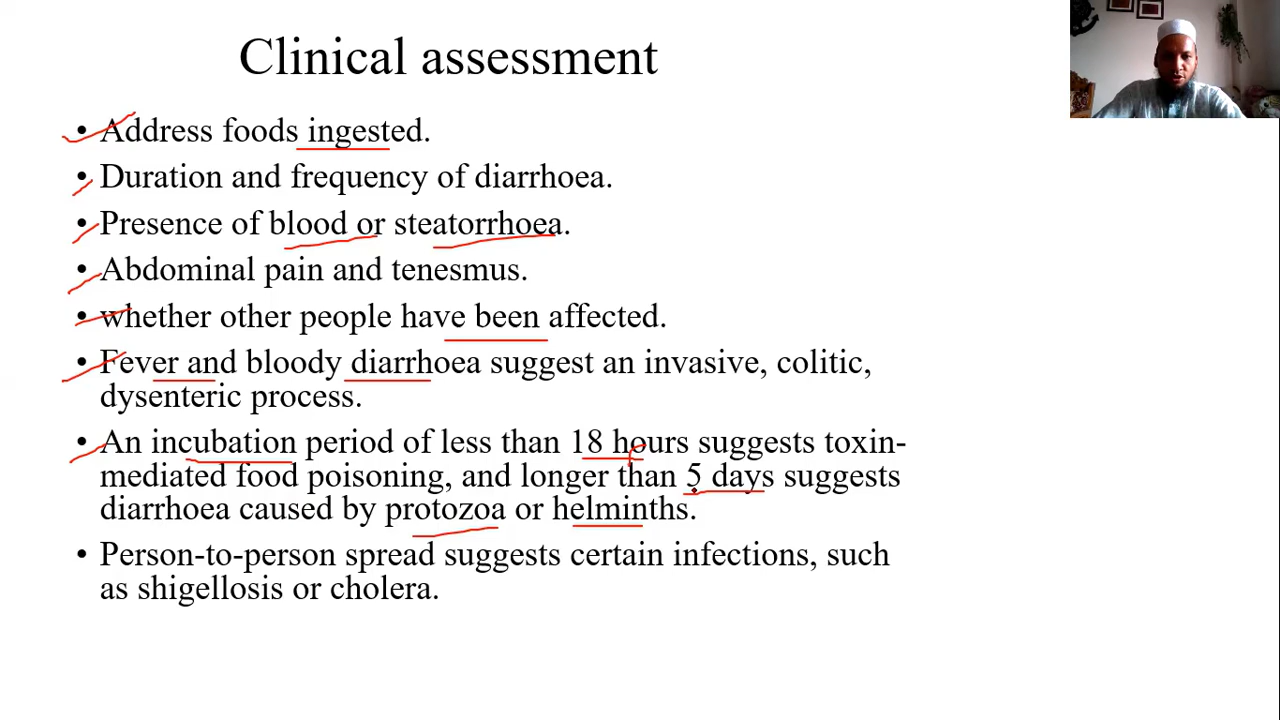 Clinical assessment
• Address foods ingested.
• Duration and frequency of diarrhoea.
• Presence of blood or steatorrhoea.
• Abdominal pain and tenesmus.
• whether other people have been affected.
• Fever and bloody diarrhoea suggest an invasive, colitic,
dysenteric process.
• An incubation period of less than 18 hours suggests toxin-
mediated food poisoning, and longer than 5 days suggests
diarrhoea caused by protozoa or helminths.
• Person-to-person spread suggests certain infections, such
as shigellosis or cholera.